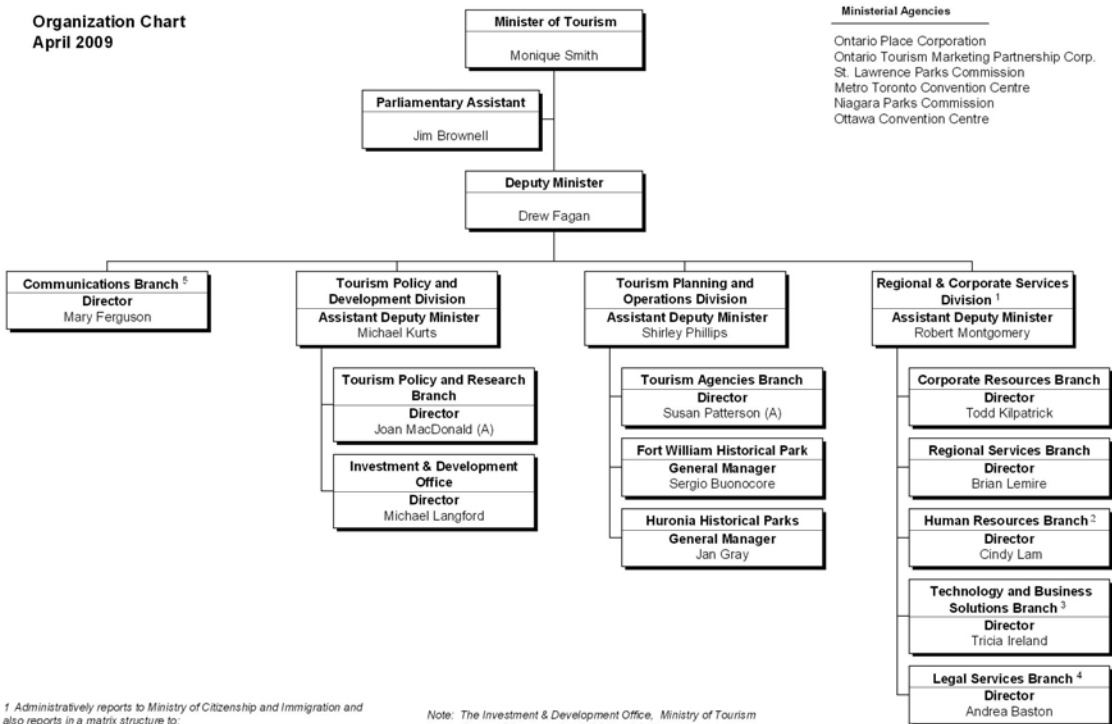 Organization Chart
April 2009
Minister of Tourism
Monique Smith
Ministerial Agencies
Ontario Place Corporation
Ontario Tourism Marketing Partnership Corp.
St. Lawrence Parks Commission
Metro Toronto Convention Centre
Niagara Parks Commission
Ottawa Convention Centre
Parliamentary Assistant
Jim Brownell
Deputy Minister
Drew Fagan
Communications Branch 5
Director
Mary Ferguson
Tourism Policy and
Development Division
Assistant Deputy Minister
Michael Kurts
Tourism Policy and Research
Branch
Director
Joan MacDonald (A)
Investment & Development
Office
Director
Michael Langford
Tourism Planning and
Operations Division
Assistant Deputy Minister
Shirley Phillips
Tourism Agencies Branch
Director
Susan Patterson (A)
Fort William Historical Park
General Manager
Sergio Buonocore
Huronia Historical Parks
General Manager
Jan Gray
Regional & Corporate Services
Division 1
Assistant Deputy Minister
Robert Montgomery
Corporate Resources Branch
Director
Todd Kilpatrick
Regional Services Branch
Director
Brian Lemire
Human Resources Branch 2
Director
Cindy Lam
Technology and Business
Solutions Branch 3
Director
Tricia Ireland
Legal Services Branch 4
Director
Andrea Baston
1 Administratively reports to Ministry of Citizenship and Immigration and
also reports in a matrix structure to:
Note: The Investment & Development Office, Ministry of Tourism